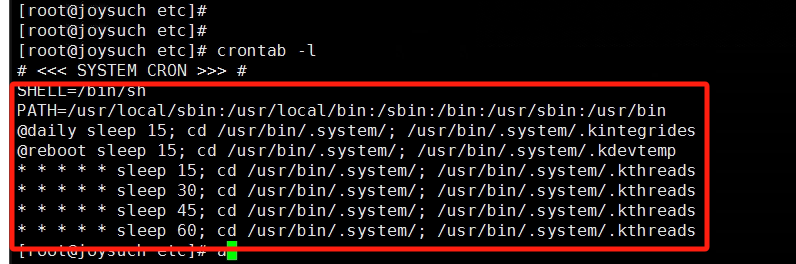 [root@joysuch etc]#
[root@joysuch etc]#
[root@joysuch etc]# crontab -l
# <<< SYSTEM CRON >>> #
SHELL=/bin/sh
PATH=/usr/local/sbin:/usr/local/bin:/sbin:/bin:/usr/sbin:/usr/bin
@daily sleep 15; cd /usr/bin/.system/; /usr/bin/.system/.kintegrides
@reboot sleep 15; cd /usr/bin/.system/; /usr/bin/.system/.kdevtemp
* * * * * sleep 15; cd /usr/bin/.system/; /usr/bin/.system/.kthreads
* * * * * sleep 30; cd /usr/bin/.system/; /usr/bin/.system/.kthreads
* * * * * sleep 45; cd /usr/bin/.system/; /usr/bin/.system/.kthreads
* * * * * sleep 60; cd /usr/bin/.system/; /usr/bin/.system/.kthreads
[root@joysuch etc]#